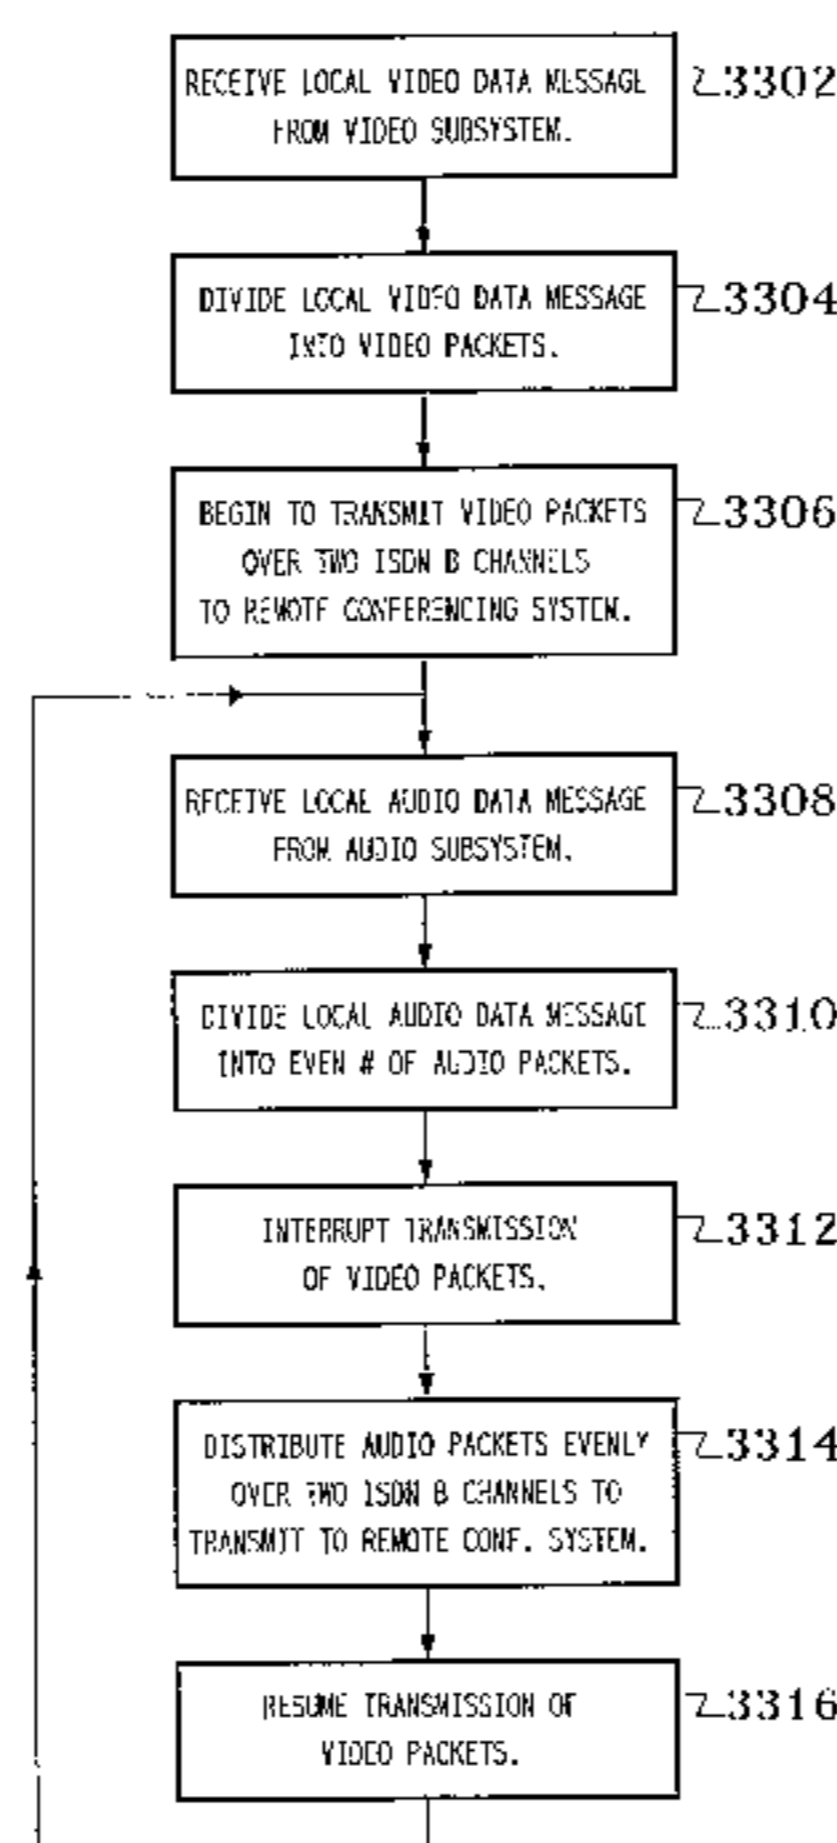 RECEIVE LOCAL VIDEO DATA MESSAGE
FROM VIDEO SUBSYSTEM.
3302
DIVIDE LOCAL VIDEO DATA MESSAGE
INTO VIDEO PACKETS.
3304
BEGIN TO TRANSMIT VIDEO PACKETS
OVER TWO ISDN B CHANNELS
TO REMOTE CONFERENCING SYSTEM.
3306
RECEIVE LOCAL AUDIO DATA MESSAGE
FROM AUDIO SUBSYSTEM.
3308
DIVIDE LOCAL AUDIO DATA MESSAGE
INTO EVEN # OF AUDIO PACKETS.
3310
INTERRUPT TRANSMISSION
OF VIDEO PACKETS.
3312
DISTRIBUTE AUDIO PACKETS EVENLY
OVER TWO ISDN B CHANNELS TO
TRANSMIT TO REMOTE CONF. SYSTEM.
3314
RESUME TRANSMISSION OF
VIDEO PACKETS.
3316